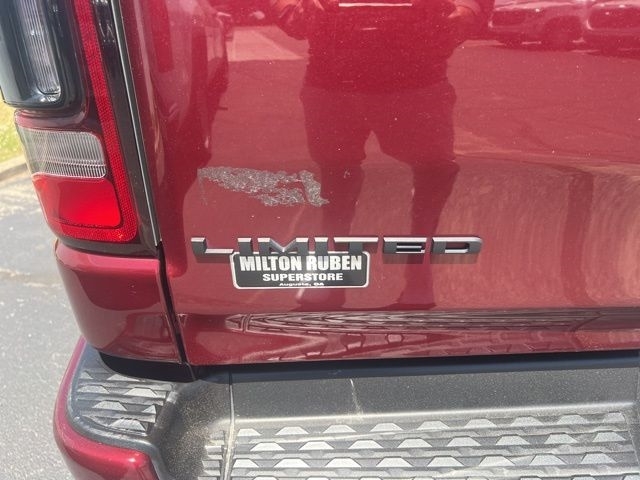 LIMITED
MILTON RUBEN
SUPERSTORE
Augusta, GA